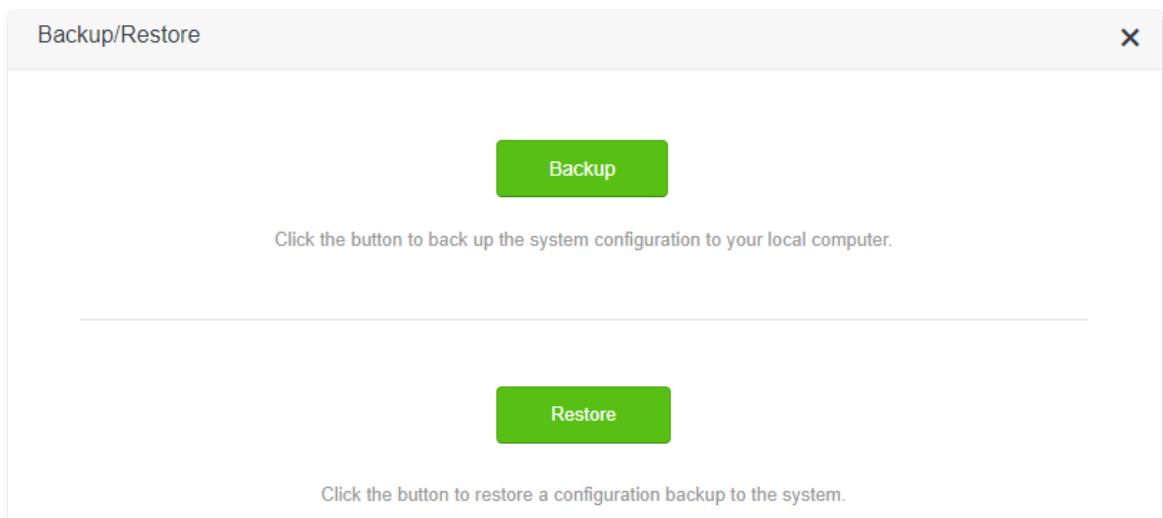 Backup/Restore
Backup
Click the button to back up the system configuration to your local computer.
Restore
Click the button to restore a configuration backup to the system.